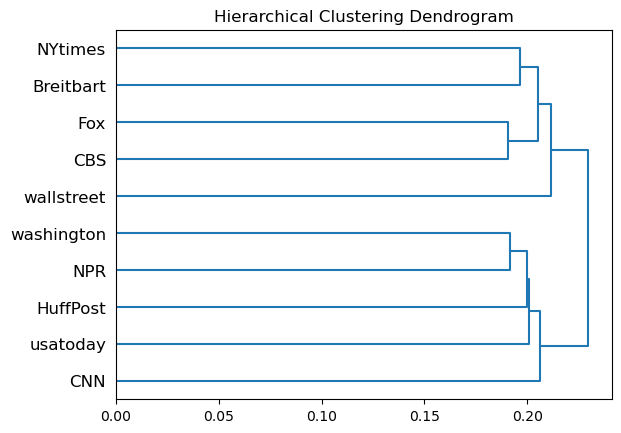 Hierarchical Clustering Dendrogram
NYtimes
Breitbart
Fox
CBS
wallstreet
washington
NPR
HuffPost
usatoday
CNN
0.00 0.05 0.10 0.15 0.20